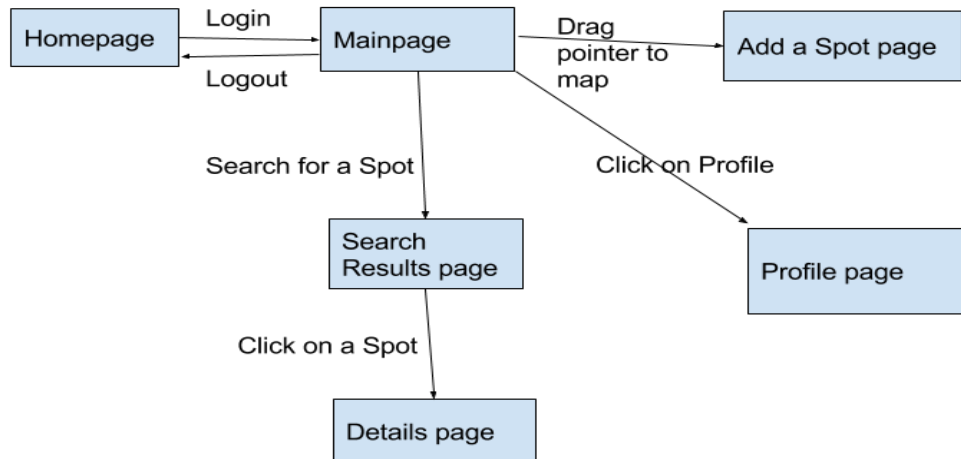 Homepage
Login
Logout
Mainpage
Drag
pointer to
map
Add a Spot page
Search for a Spot
Click on Profile
Search
Results page
Profile page
Click on a Spot
Details page